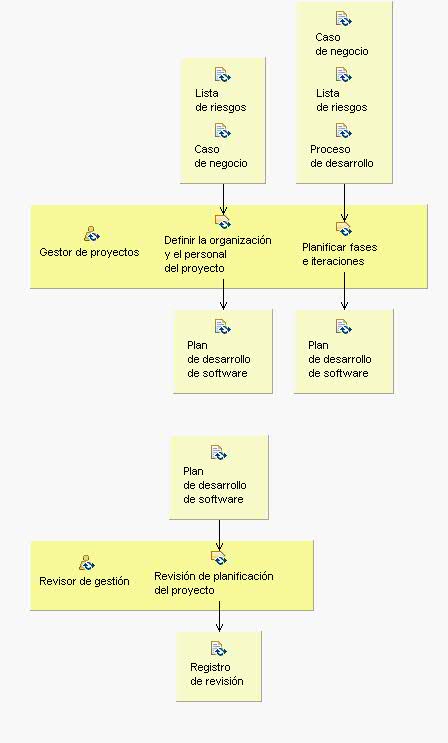 Caso
de negocio
Lista
de riesgos
Proceso
de desarrollo
Lista
de riesgos
Caso
de negocio
Gestor de proyectos
Definir la organización
y el personal
del proyecto
Planificar fases
e iteraciones
Plan
de desarrollo
de software
Plan
de desarrollo
de software
Plan
de desarrollo
de software
Revisor de gestión
Revisión de planificación
del proyecto
Registro
de revisión